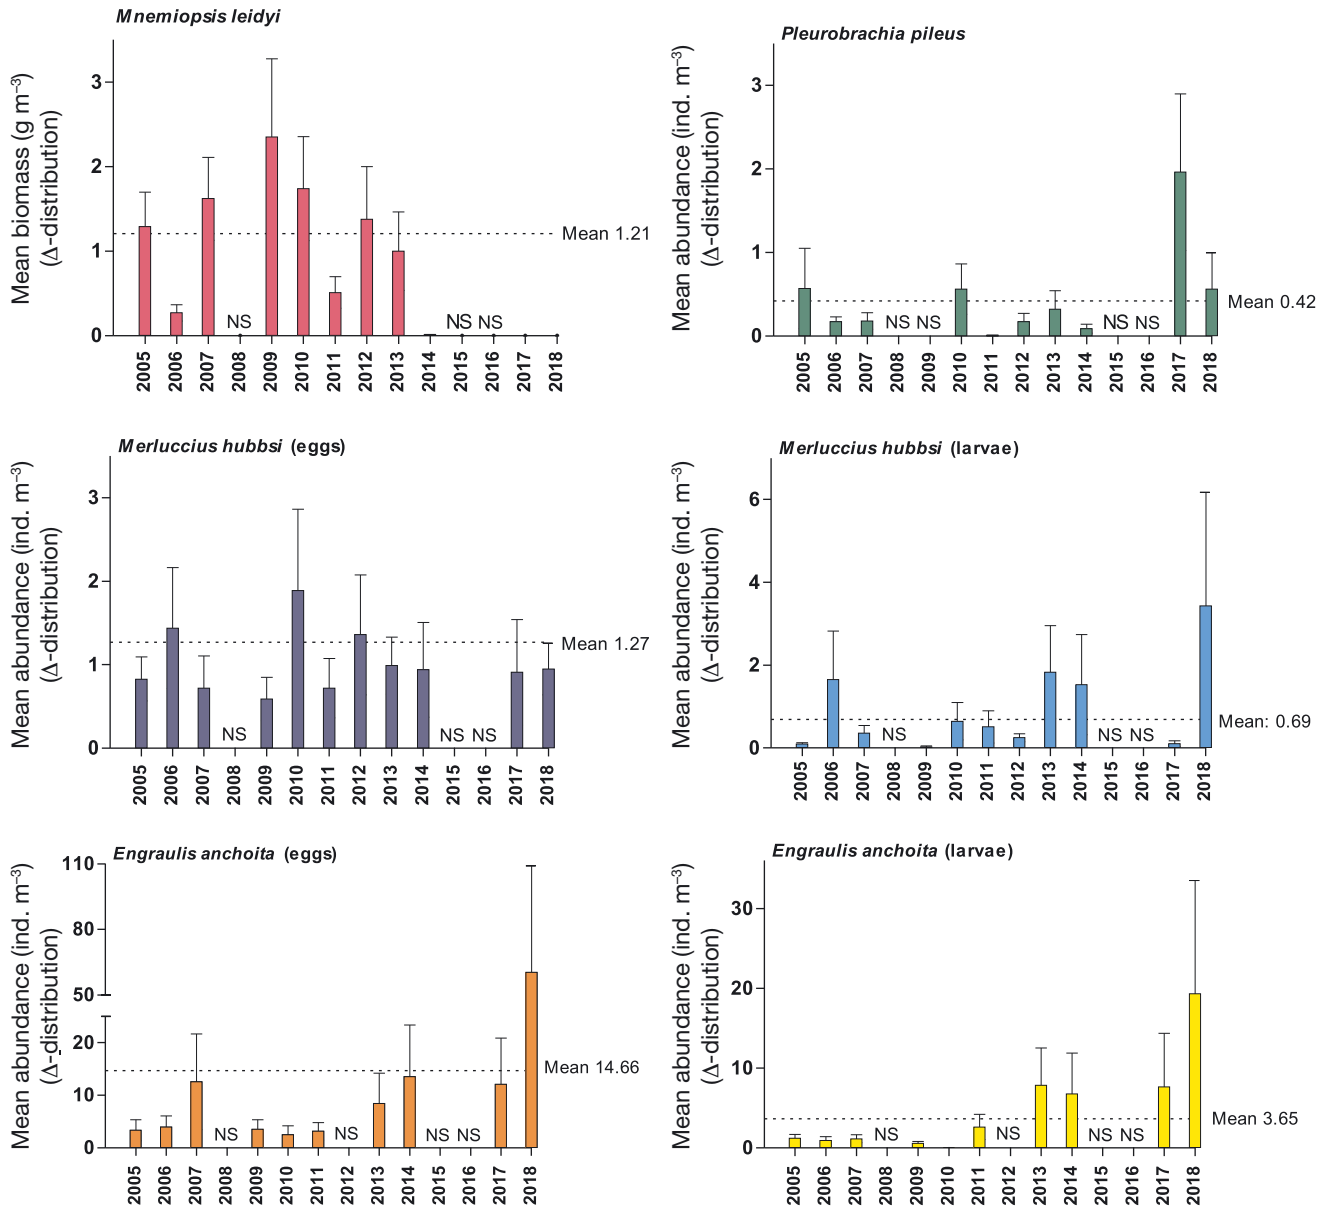 Mnemiopsis leidyi
Mean biomass (g m⁻³)
(Δ-distribution)
3
2
1
0
NS
NS NS
Mean 1.21
2005 2006 2007 2008 2009 2010 2011 2012 2013 2014 2015 2016 2017 2018
Pleurobrachia pileus
Mean abundance (ind. m⁻³)
(Δ-distribution)
3
2
1
0
NS NS
NS NS
Mean 0.42
2005 2006 2007 2008 2009 2010 2011 2012 2013 2014 2015 2016 2017 2018
Merluccius hubbsi (eggs)
Mean abundance (ind. m⁻³)
(Δ-distribution)
3
2
1
0
NS
NS NS
Mean 1.27
2005 2006 2007 2008 2009 2010 2011 2012 2013 2014 2015 2016 2017 2018
Merluccius hubbsi (larvae)
Mean abundance (ind. m⁻³)
(Δ-distribution)
6
4
2
0
NS
NS NS
Mean: 0.69
2005 2006 2007 2008 2009 2010 2011 2012 2013 2014 2015 2016 2017 2018
Engraulis anchoita (eggs)
Mean abundance (ind. m⁻³)
(Δ-distribution)
110
80
50
20
10
0
NS
NS
NS NS
Mean 14.66
2005 2006 2007 2008 2009 2010 2011 2012 2013 2014 2015 2016 2017 2018
Engraulis anchoita (larvae)
Mean abundance (ind. m⁻³)
(Δ-distribution)
30
20
10
0
NS
NS
NS NS
Mean 3.65
2005 2006 2007 2008 2009 2010 2011 2012 2013 2014 2015 2016 2017 2018